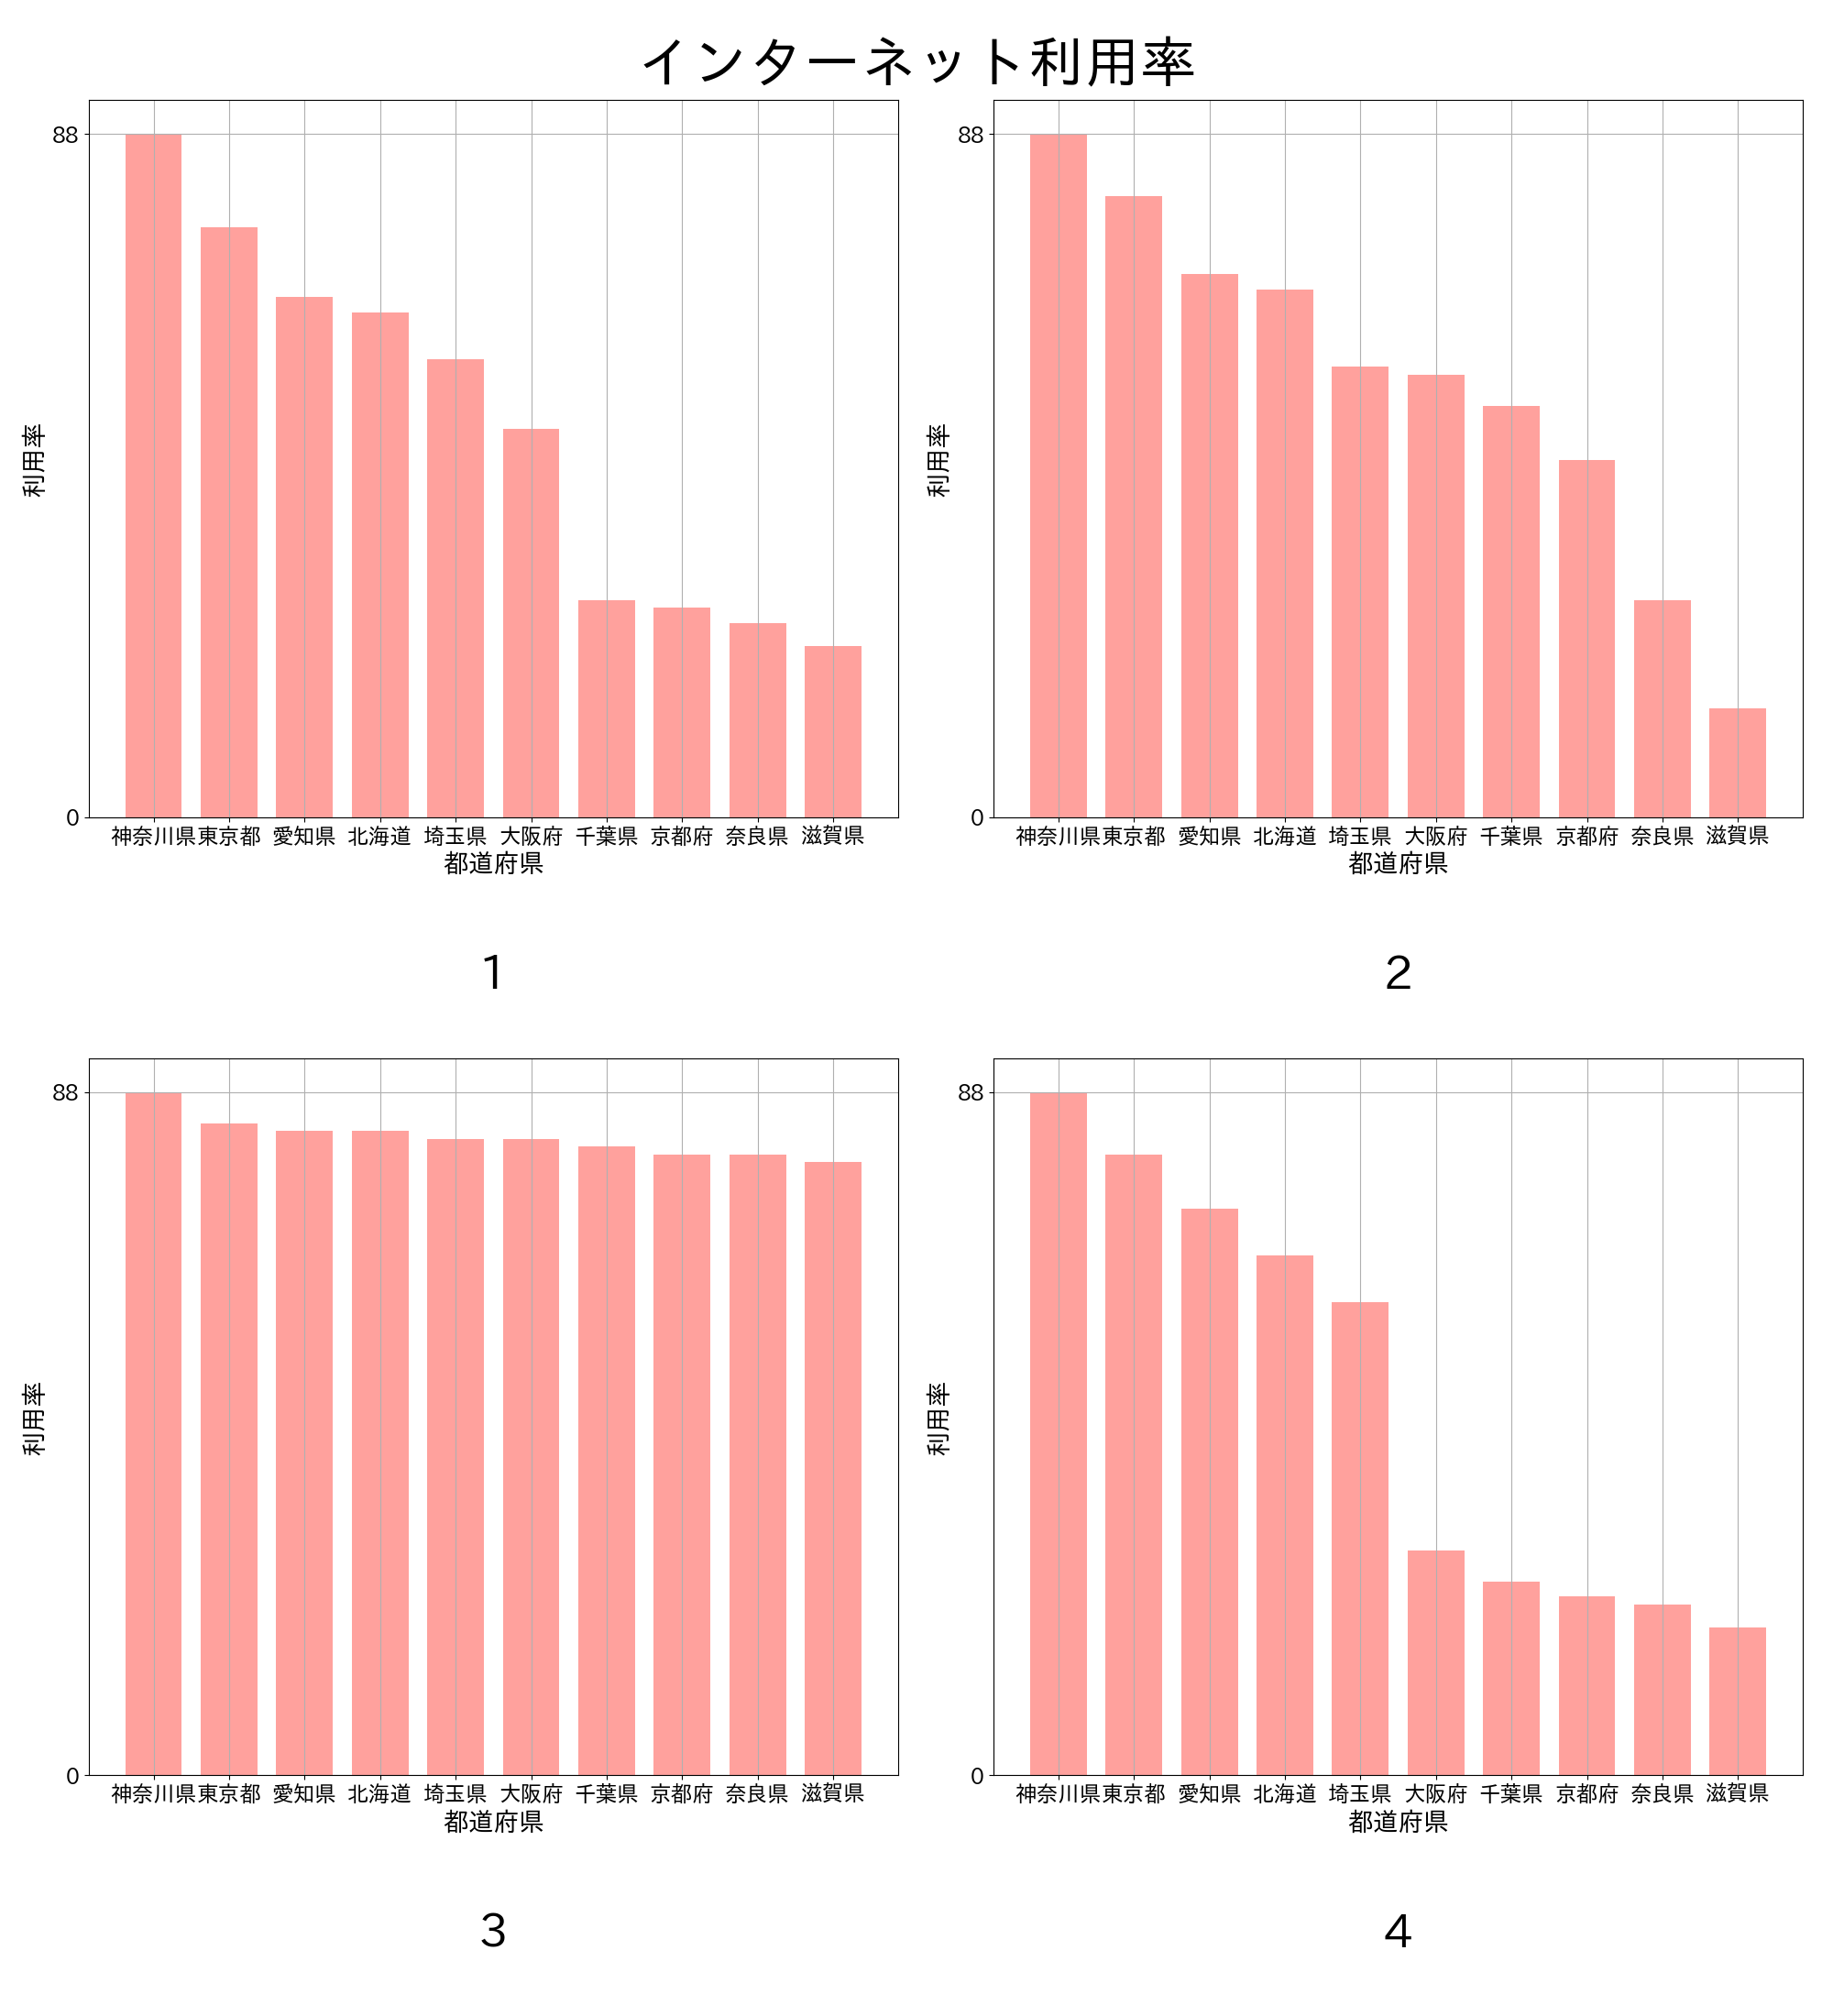 インターネット利用率
88
利用率
0
神奈川県 東京都 愛知県 北海道 埼玉県 大阪府 千葉県 京都府 奈良県 滋賀県
都道府県
1
88
利用率
0
神奈川県 東京都 愛知県 北海道 埼玉県 大阪府 千葉県 京都府 奈良県 滋賀県
都道府県
2
88
利用率
0
神奈川県 東京都 愛知県 北海道 埼玉県 大阪府 千葉県 京都府 奈良県 滋賀県
都道府県
3
88
利用率
0
神奈川県 東京都 愛知県 北海道 埼玉県 大阪府 千葉県 京都府 奈良県 滋賀県
都道府県
4